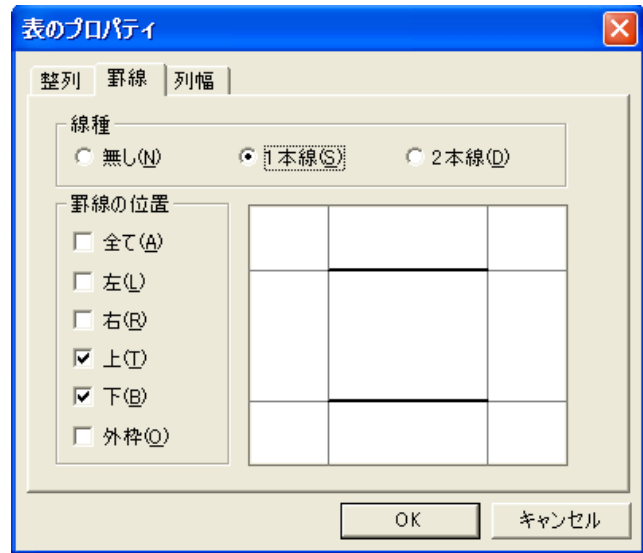 表のプロパティ
整列 罫線 列幅
線種
無し(N) 1本線(S) 2本線(D)
罫線の位置
全て(A)
左(L)
右(R)
上(T)
下(B)
外枠(O)
OK キャンセル